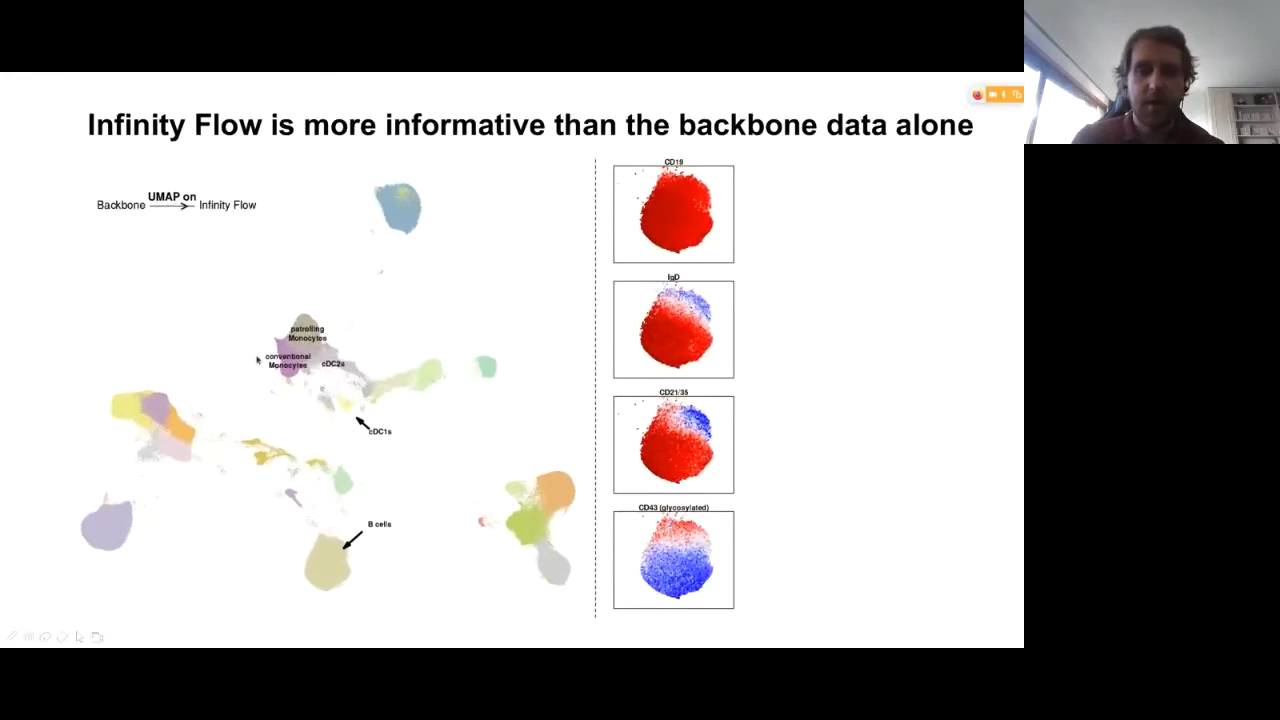 Infinity Flow is more informative than the backbone data alone
UMAP on
Backbone Infinity Flow
patrolling
Monocytes
conventional
Monocytes
cDC2s
cDC1s
B cells
CD19
IgD
CD21/35
CD43 (glycosylated)